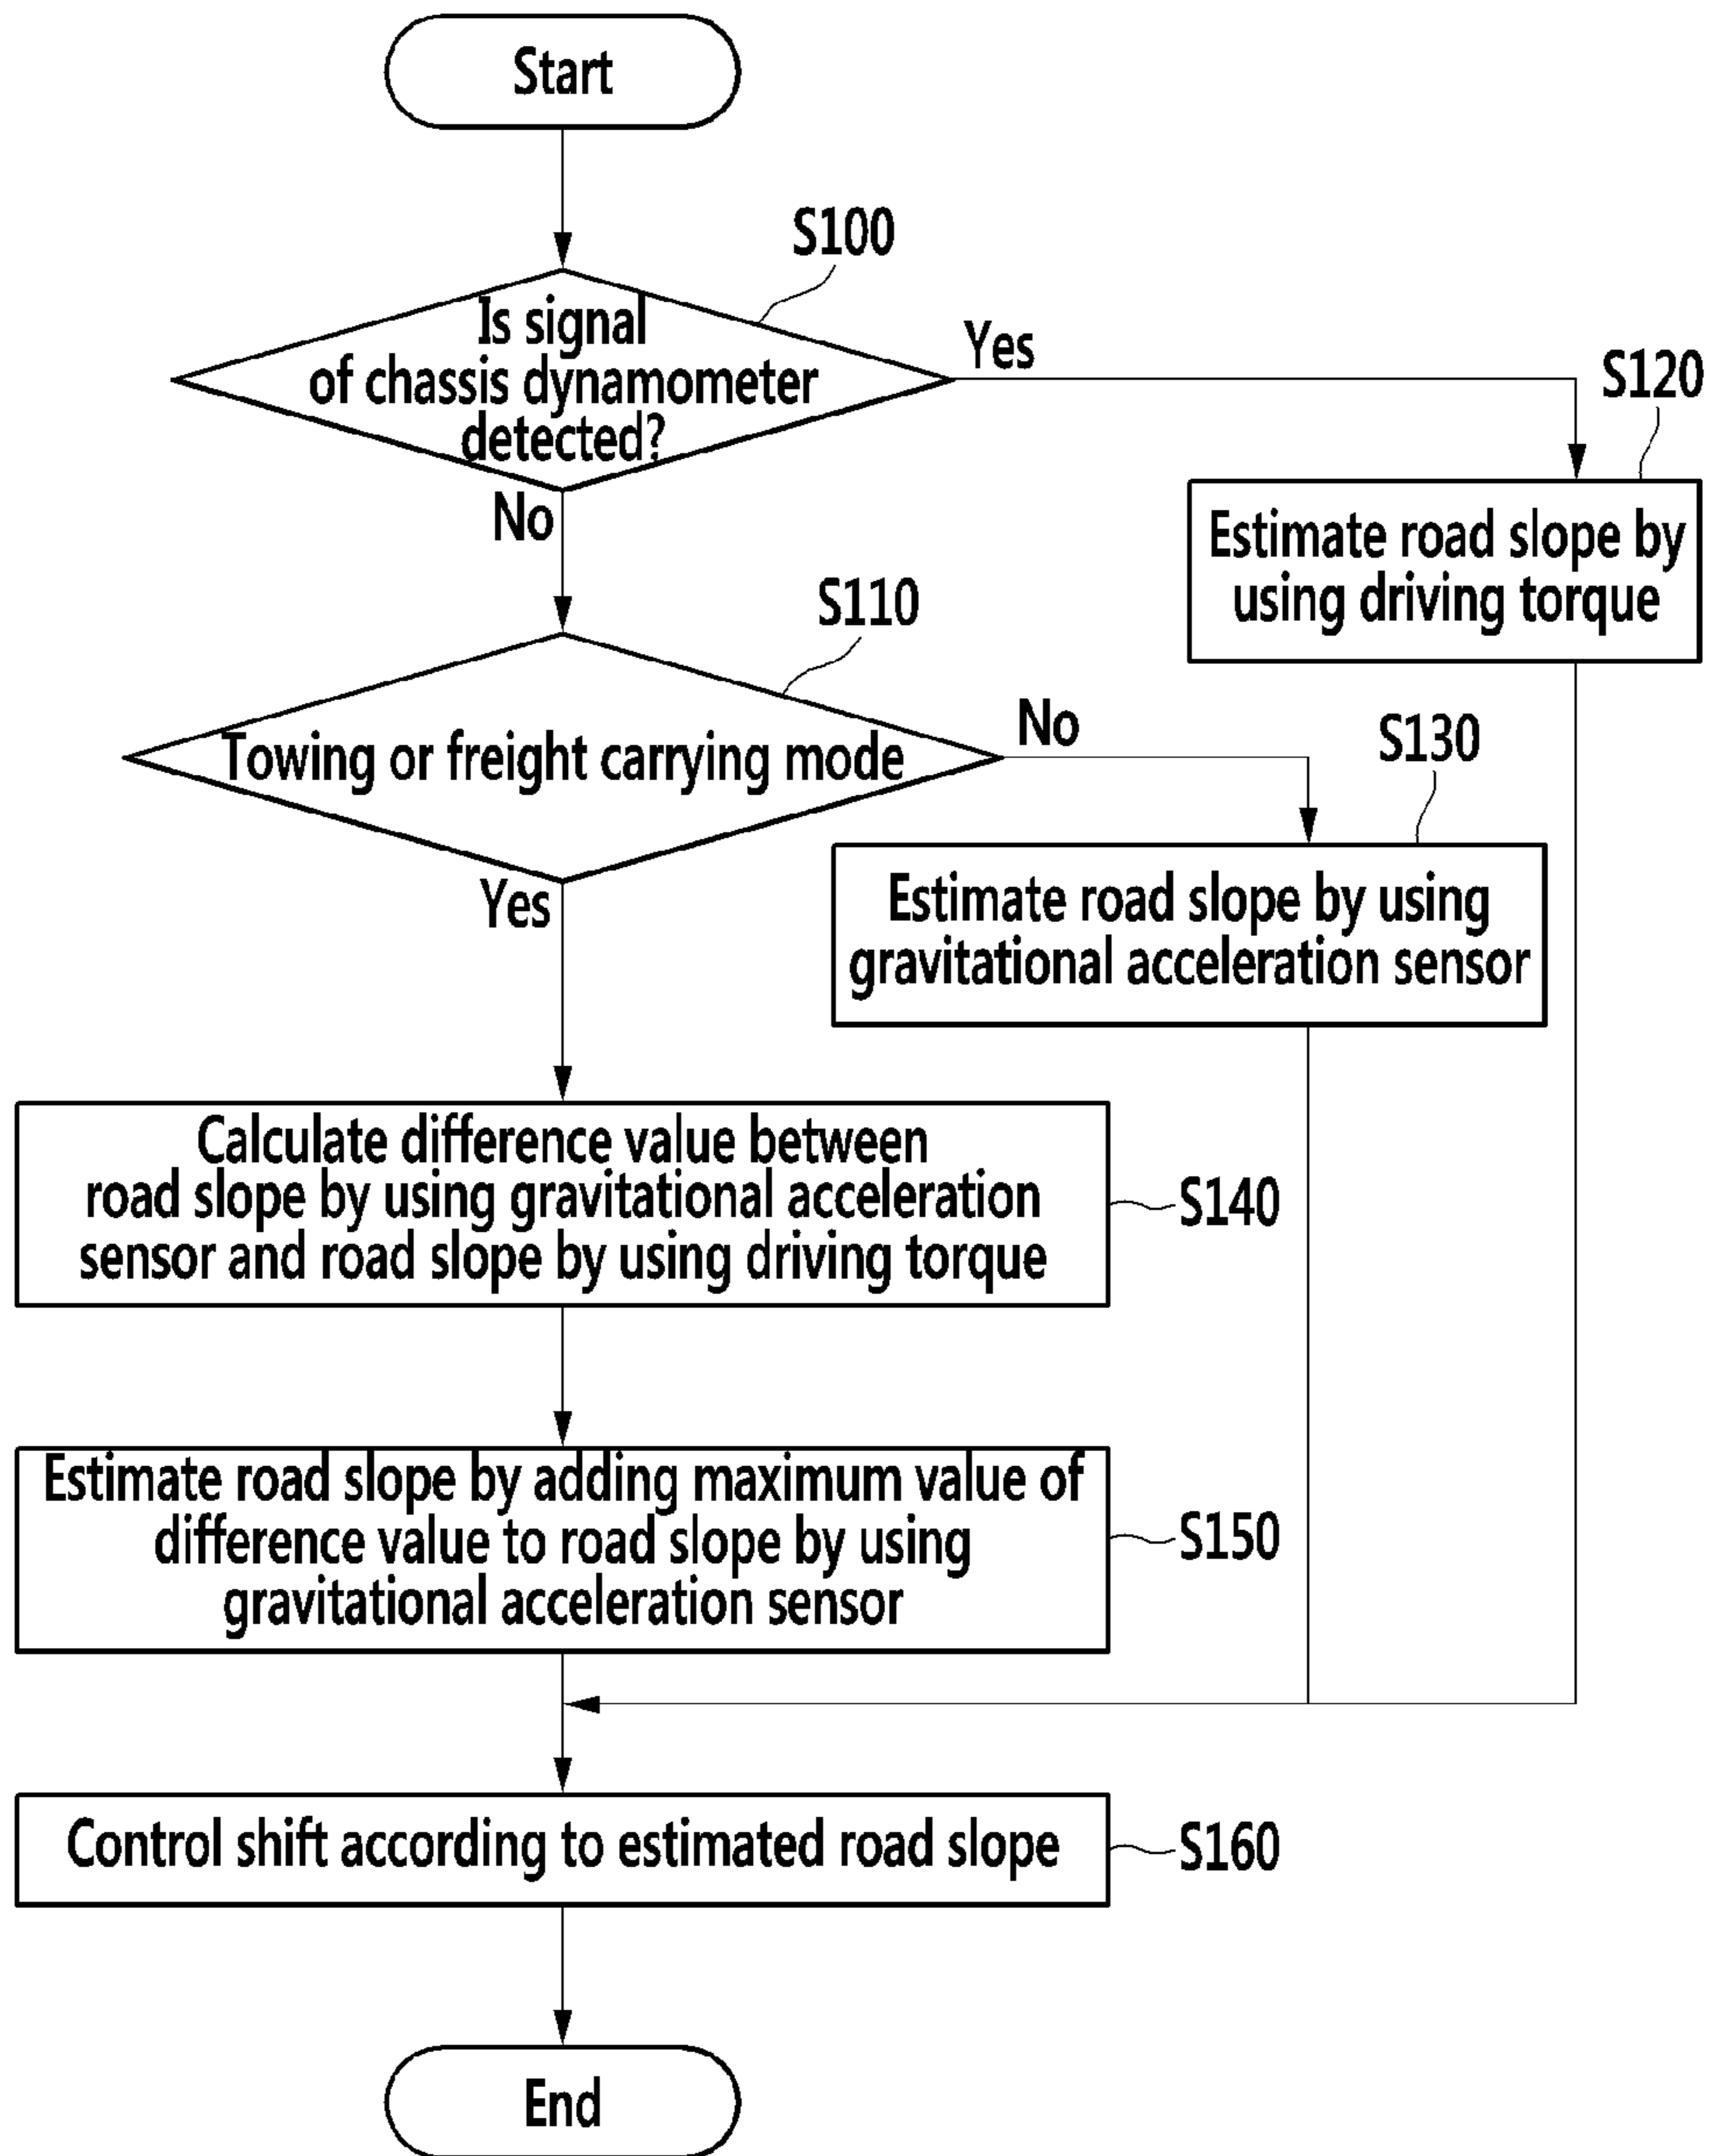 Start
S100
Is signal
of chassis dynamometer
detected?
Yes
No
S120
Estimate road slope by
using driving torque
S110
Towing or freight carrying mode
No
Yes
S130
Estimate road slope by using
gravitational acceleration sensor
Calculate difference value between
road slope by using gravitational acceleration
sensor and road slope by using driving torque
S140
Estimate road slope by adding maximum value of
difference value to road slope by using
gravitational acceleration sensor
S150
Control shift according to estimated road slope
S160
End